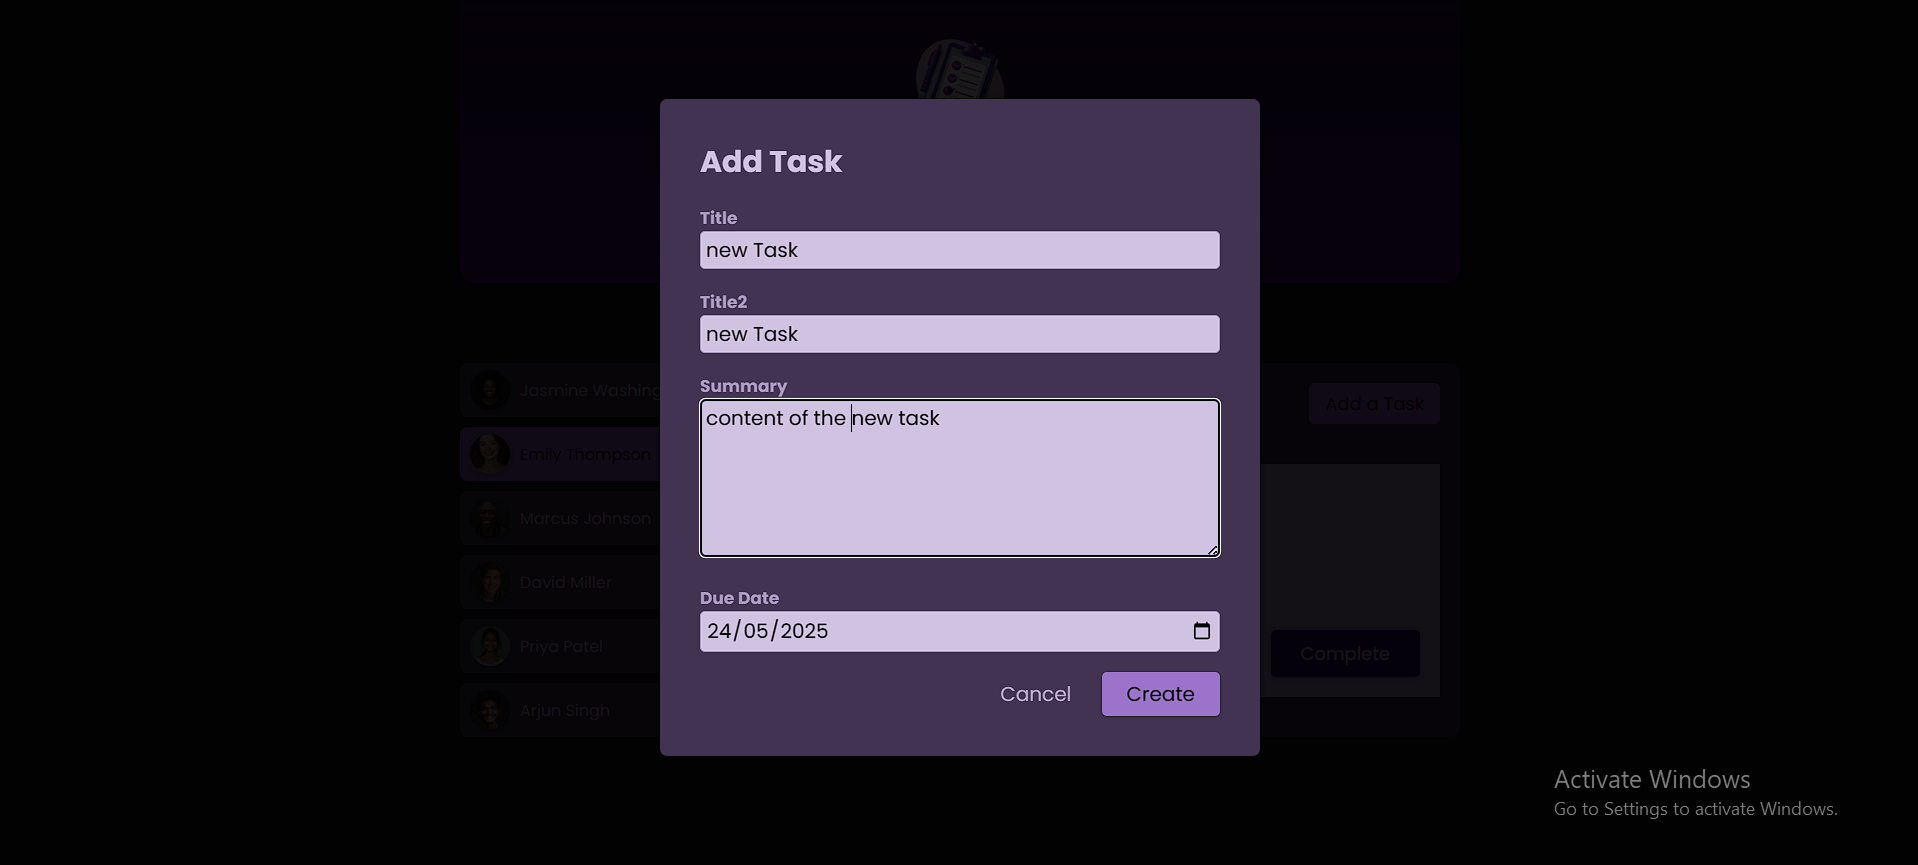 Add Task
Title
new Task
Title2
new Task
Summary
content of the new task
Due Date
24/05/2025
Cancel
Create
Jasmine Washing
Emily Thompson
Marcus Johnson
David Miller
Priya Patel
Arjun Singh
Add a Task
Complete
Activate Windows
Go to Settings to activate Windows.